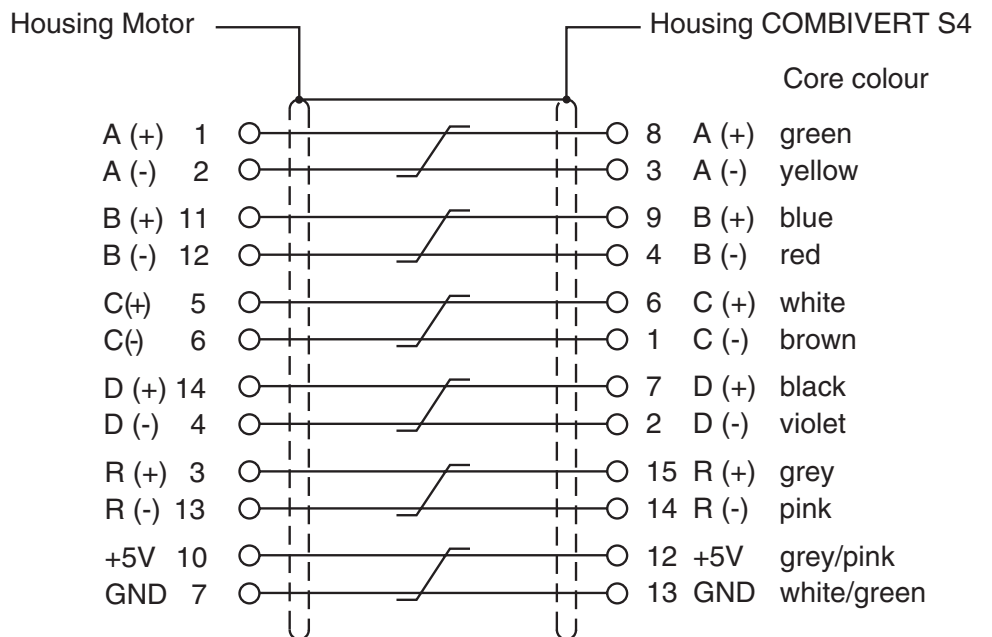 Housing Motor Housing COMBIVERT S4
Core colour
A (+) 1 8 A (+) green
A (-) 2 3 A (-) yellow
B (+) 11 9 B (+) blue
B (-) 12 4 B (-) red
C(+) 5 6 C (+) white
C(-) 6 1 C (-) brown
D (+) 14 7 D (+) black
D (-) 4 2 D (-) violet
R (+) 3 15 R (+) grey
R (-) 13 14 R (-) pink
+5V 10 12 +5V grey/pink
GND 7 13 GND white/green